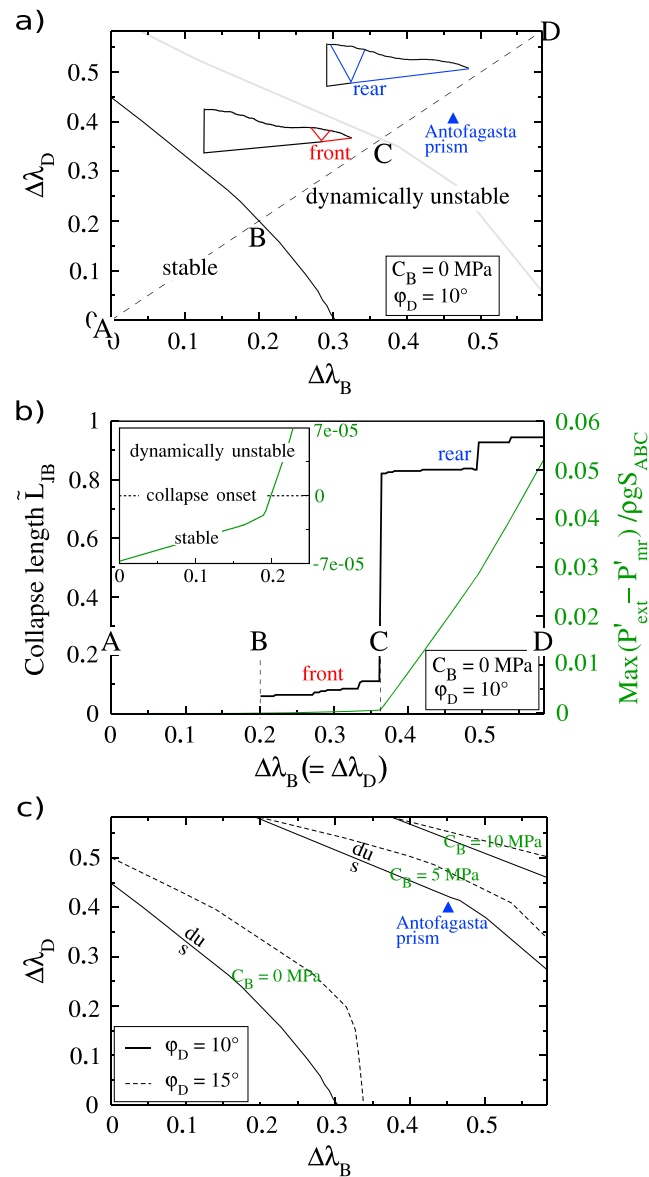 a)
D
0.5
rear
Antofagasta
prism
0.4
front
C
ΔλD
0.3
dynamically unstable
0.2
B
stable
0.1
CB = 0 MPa
φD = 10°
0
A
0 0.1 0.2 0.3 0.4 0.5
ΔλB
b)
1
7e-05
0.06
dynamically unstable
rear
0.8
collapse onset
0
0.05
stable
-7e-05
0.04
0.6
0 0.1 0.2
0.03
0.4
0.02
A B C D
0.2
front
CB = 0 MPa
φD = 10°
0.01
0
0
Collapse length L̃IB
Max (P'ext − P'mr) /ρgSABC
0 0.1 0.2 0.3 0.4 0.5
ΔλB (= ΔλD)
c)
du
s
CB = 10 MPa
0.5
CB = 5 MPa
0.4
Antofagasta
prism
du
s
ΔλD
0.3
CB = 0 MPa
0.2
0.1
φD = 10°
φD = 15°
0
0 0.1 0.2 0.3 0.4 0.5
ΔλB